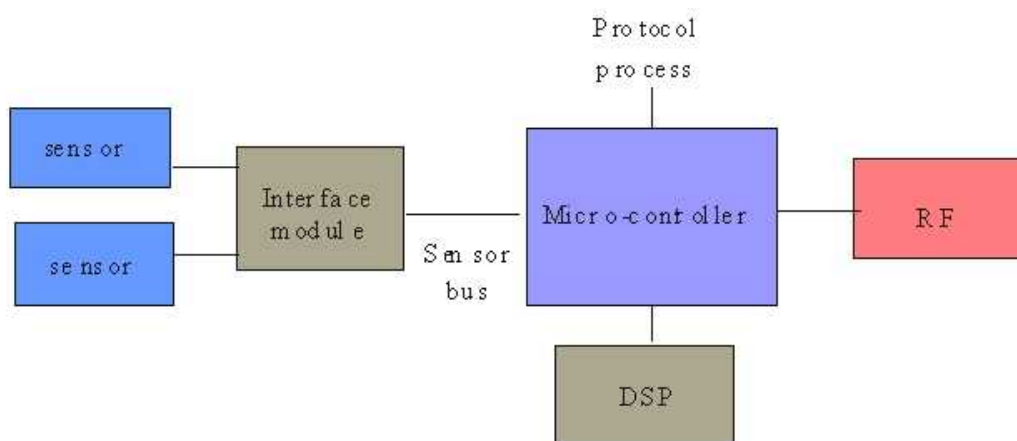 Protocol
process
sensor
Interface
module
Micro-controller
RF
sensor
Sensor
bus
DSP